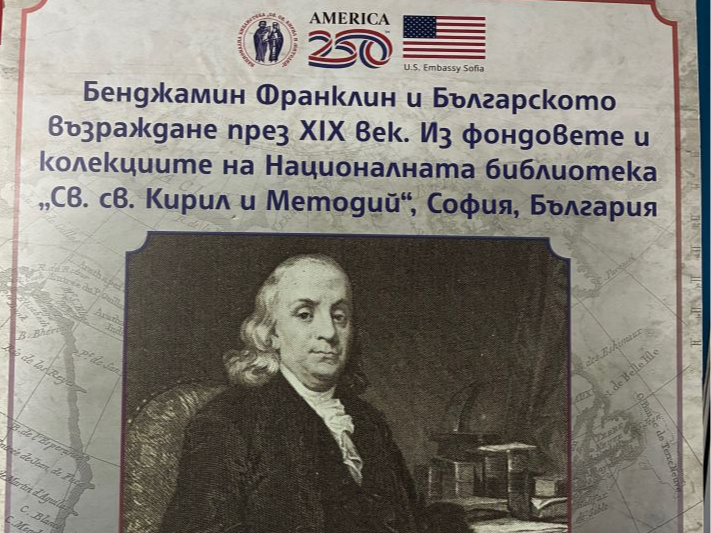 AMERICA
250
U.S. Embassy Sofia
Бенджамин Франклин и Българското
възраждане през XIX век. Из фондовете и
колекциите на Националната библиотека
„Св. св. Кирил и Методий“, София, България